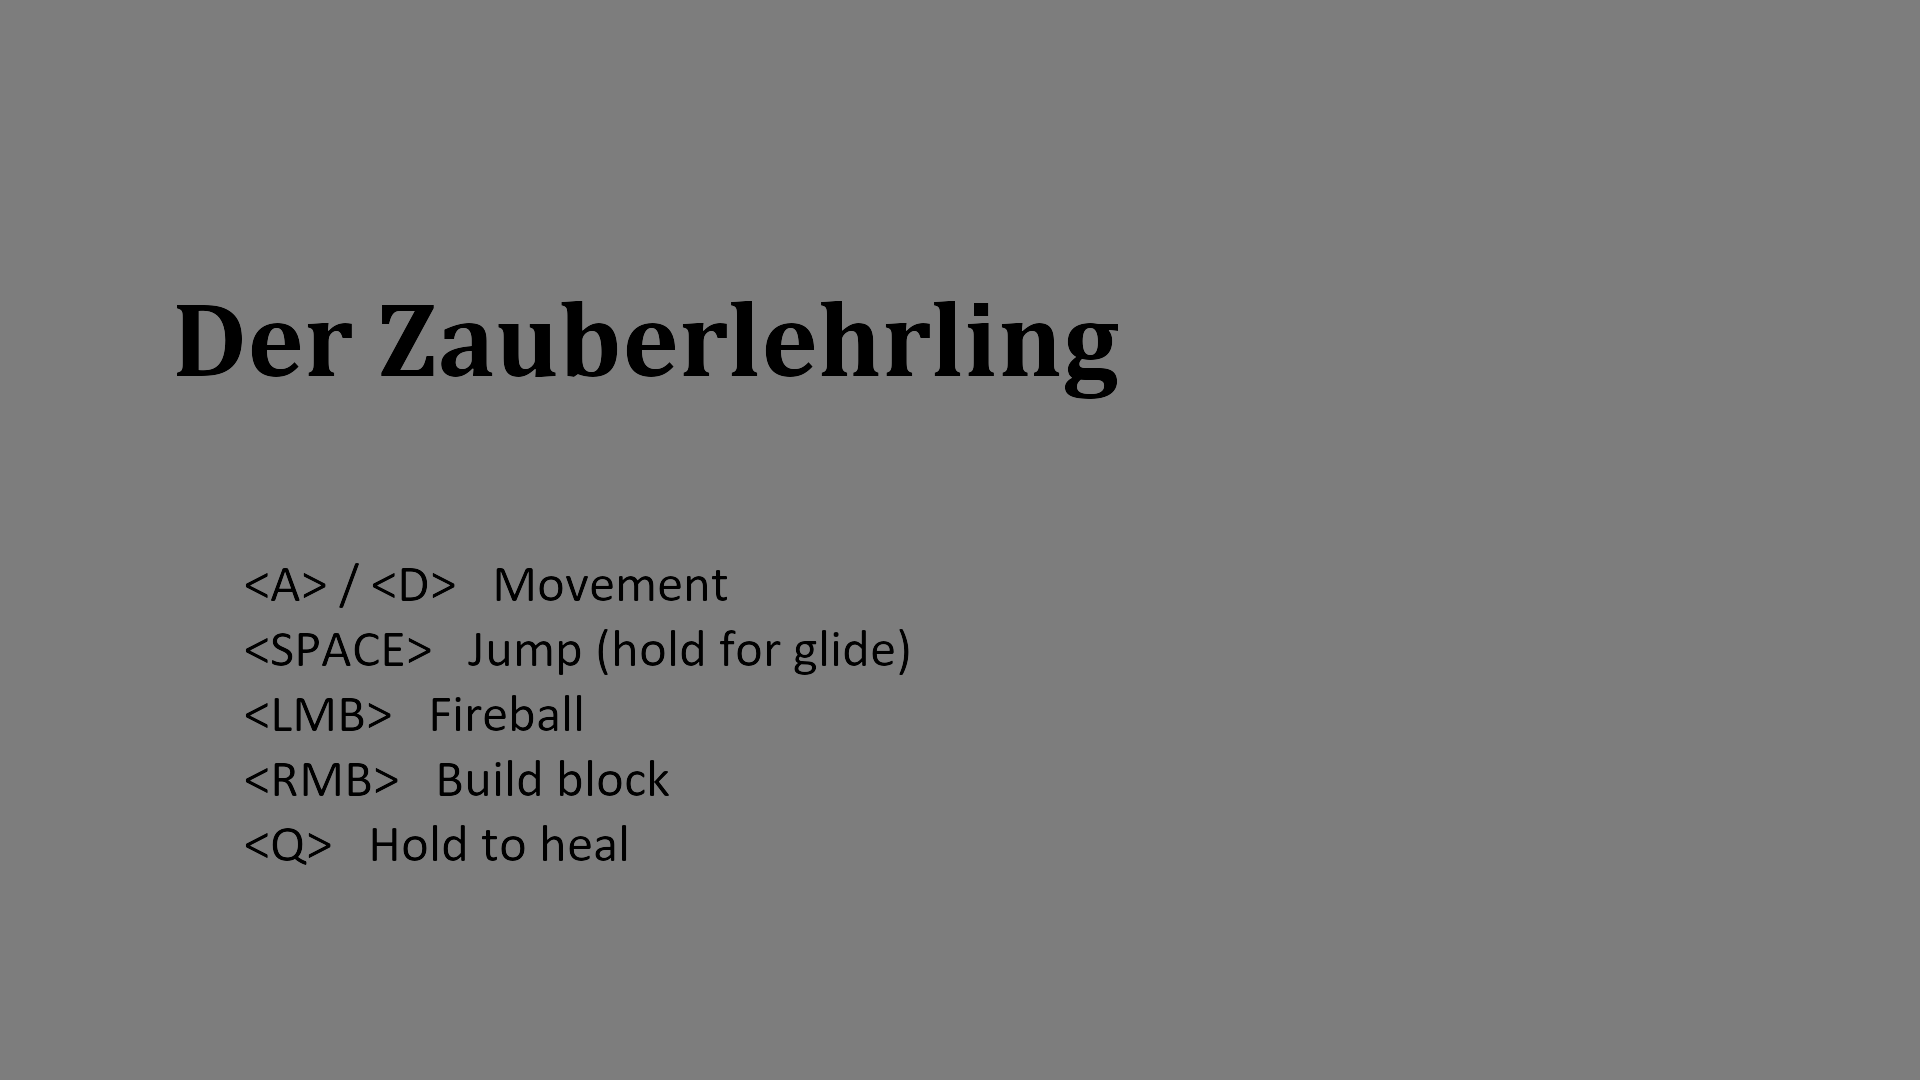 Der Zauberlehrling
<A> / <D> Movement
<SPACE> Jump (hold for glide)
<LMB> Fireball
<RMB> Build block
<Q> Hold to heal